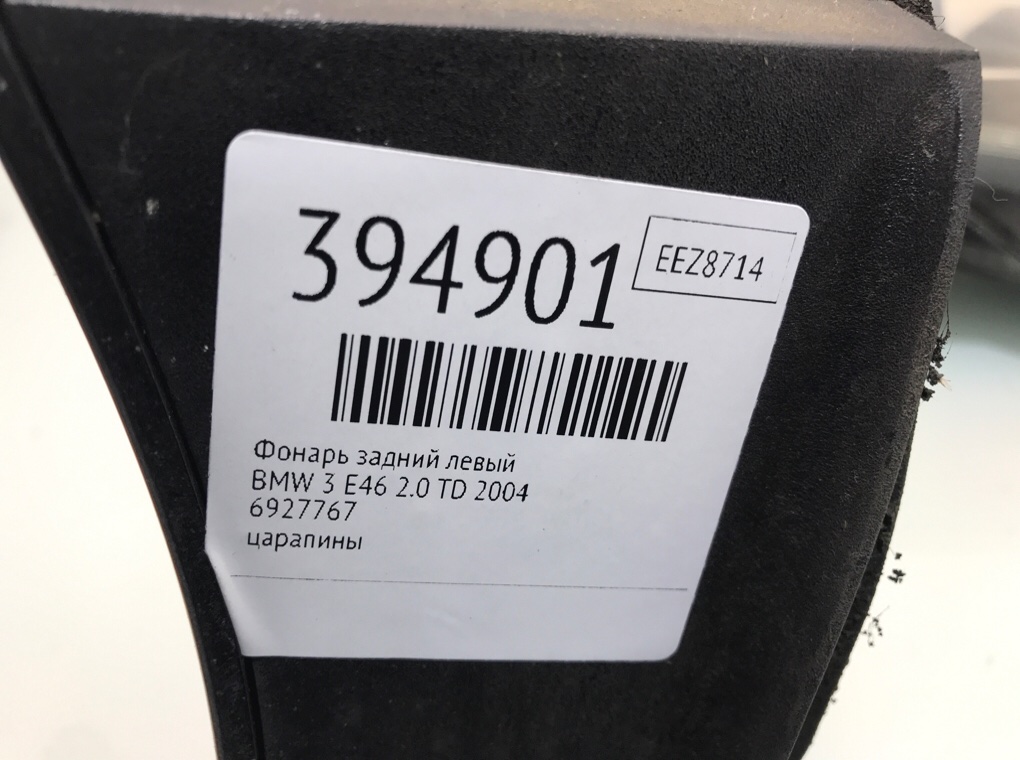 394901
EEZ8714
Фонарь задний левый
BMW 3 E46 2.0 TD 2004
6927767
царапины